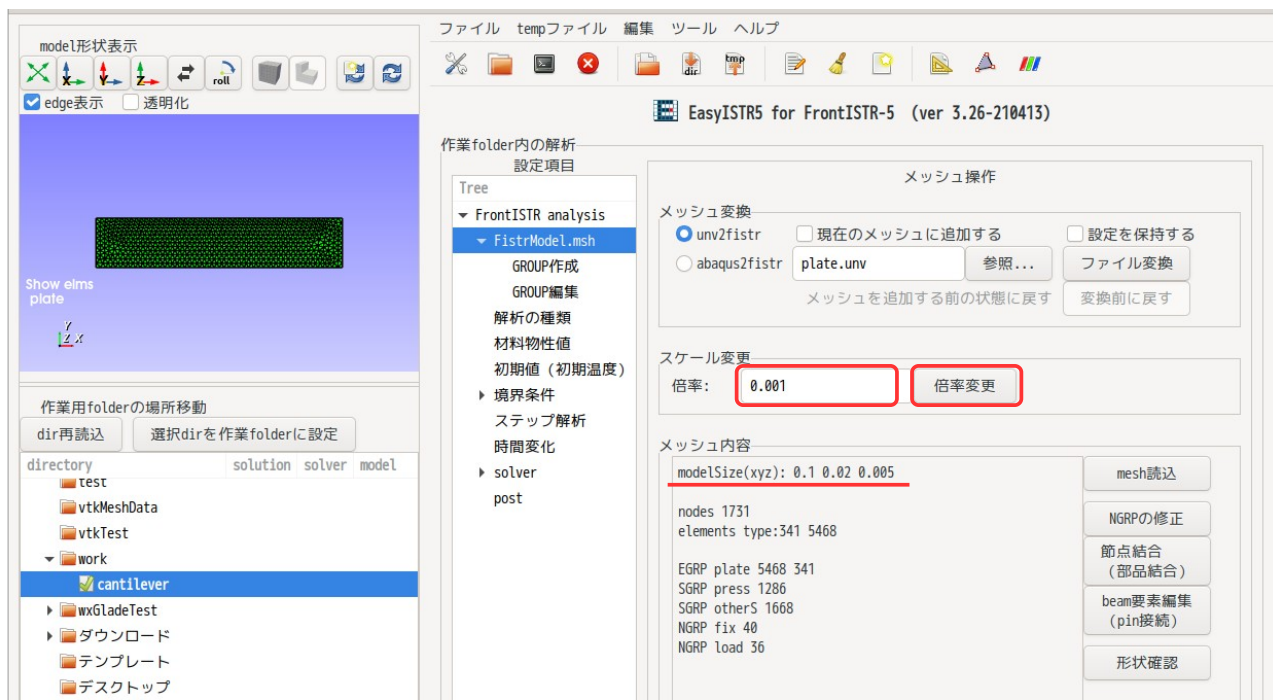 model形状表示
roll
edge表示 透明化
Show elms
plate
Y
Z X
作業用folderの場所移動
dir再読込 選択dirを作業folderに設定
directory solution solver model
test
vtkMeshData
vtkTest
work
cantilever
wxGladeTest
ダウンロード
テンプレート
デスクトップ
ファイル tempファイル 編集 ツール ヘルプ
dir tmp
EasyISTR5 for FrontISTR-5 (ver 3.26-210413)
作業folder内の解析
設定項目
Tree
FrontISTR analysis
FistrModel.msh
GROUP作成
GROUP編集
解析の種類
材料物性値
初期値（初期温度）
境界条件
ステップ解析
時間変化
solver
post
メッシュ操作
メッシュ変換
unv2fistr 現在のメッシュに追加する 設定を保持する
abaqus2fistr plate.unv 参照... ファイル変換
メッシュを追加する前の状態に戻す 変換前に戻す
スケール変更
倍率: 0.001 倍率変更
メッシュ内容
modelSize(xyz): 0.1 0.02 0.005
nodes 1731
elements type:341 5468
EGRP plate 5468 341
SGRP press 1286
SGRP otherS 1668
NGRP fix 40
NGRP load 36
mesh読込
NGRPの修正
節点結合
（部品結合）
beam要素編集
(pin接続)
形状確認